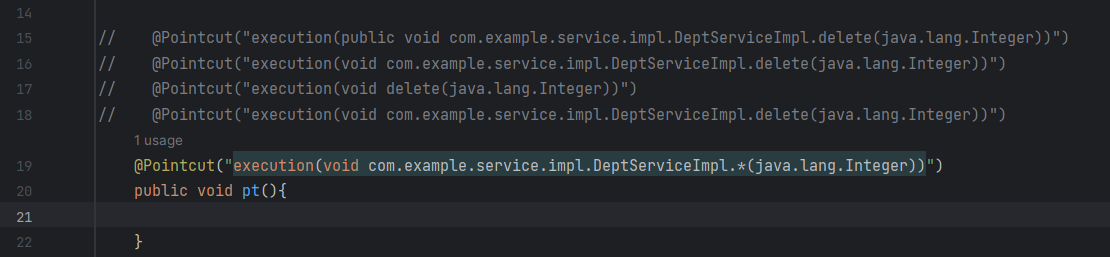 14
15 //    @Pointcut("execution(public void com.example.service.impl.DeptServiceImpl.delete(java.lang.Integer))")
16 //    @Pointcut("execution(void com.example.service.impl.DeptServiceImpl.delete(java.lang.Integer))")
17 //    @Pointcut("execution(void delete(java.lang.Integer))")
18 //    @Pointcut("execution(void com.example.service.impl.DeptServiceImpl.delete(java.lang.Integer))")
1 usage
19     @Pointcut("execution(void com.example.service.impl.DeptServiceImpl.*(java.lang.Integer))")
20     public void pt(){
21
22     }